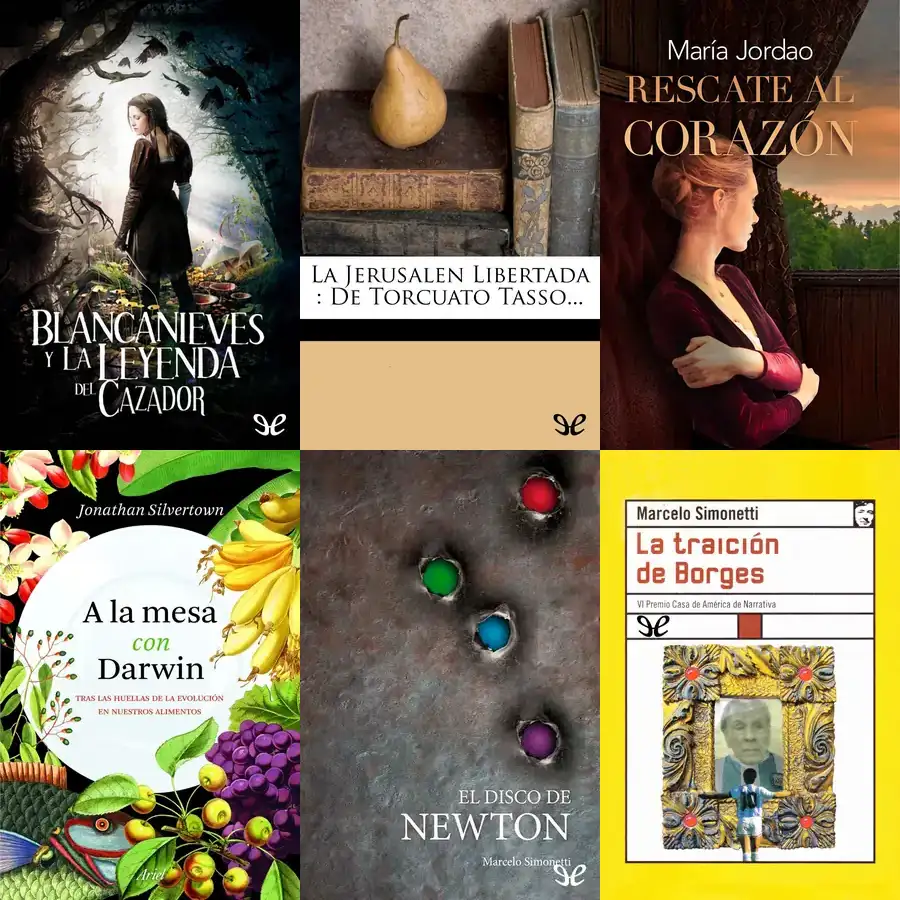 BLANCANIEVES
Y LA LEYENDA
DEL CAZADOR
LA JERUSALEN LIBERTADA
: DE TORCUATO TASSO...
María Jordao
RESCATE AL
CORAZÓN
Jonathan Silvertown
A la mesa
con
Darwin
TRAS LAS HUELLAS DE LA EVOLUCIÓN
EN NUESTROS ALIMENTOS
Ariel
EL DISCO DE
NEWTON
Marcelo Simonetti
Marcelo Simonetti
La traición
de Borges
VI Premio Casa de América de Narrativa
10